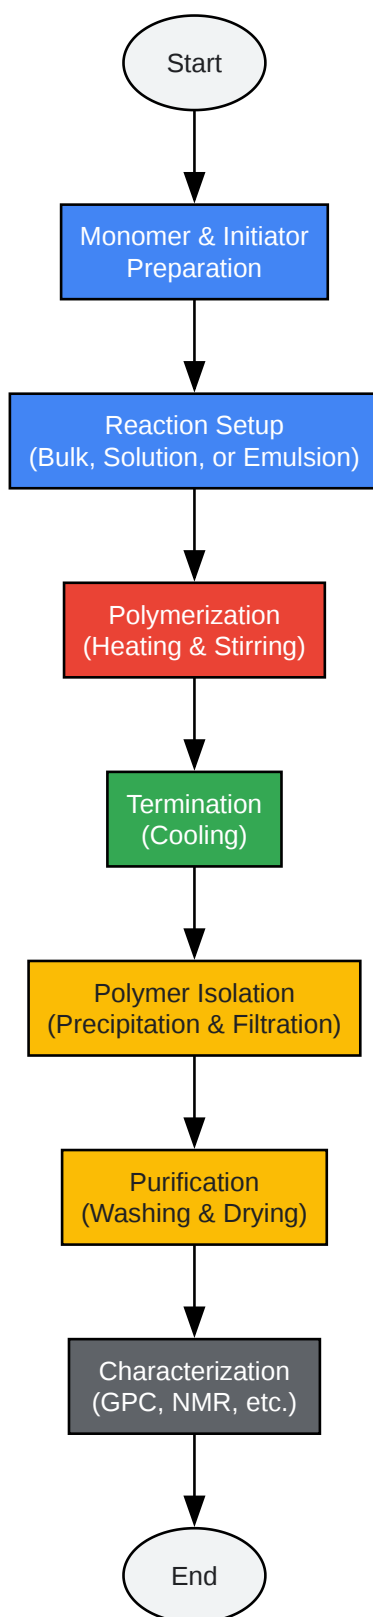 Start
Monomer & Initiator
Preparation
Reaction Setup
(Bulk, Solution, or Emulsion)
Polymerization
(Heating & Stirring)
Termination
(Cooling)
Polymer Isolation
(Precipitation & Filtration)
Purification
(Washing & Drying)
Characterization
(GPC, NMR, etc.)
End